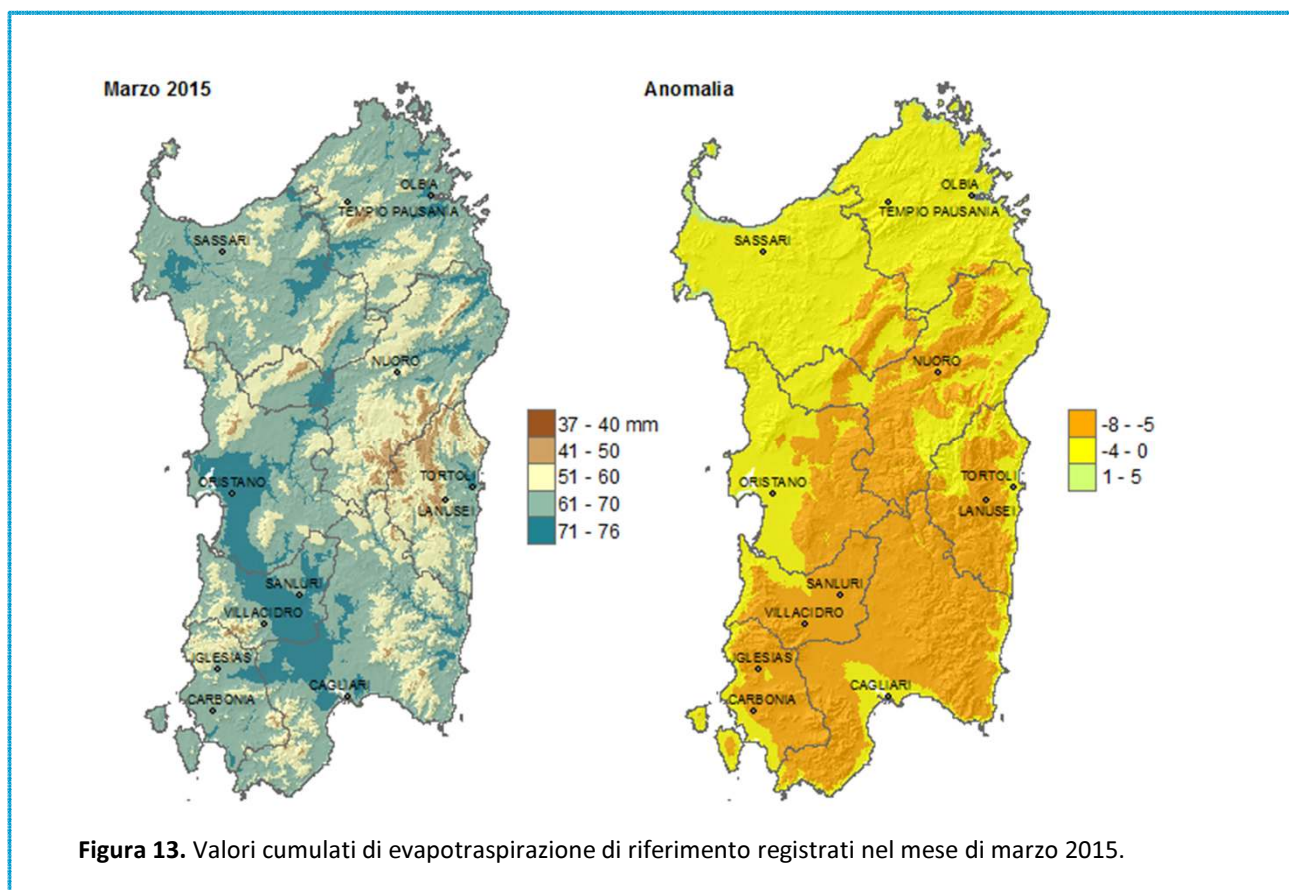 Marzo 2015
OLBIA
TEMPIO PAUSANIA
SASSARI
NUORO
ORISTANO
TORTOLI
LANUSEI
SANLURI
VILLACIDRO
IGLESIAS
CARBONIA
CAGLIARI
37 - 40 mm
41 - 50
51 - 60
61 - 70
71 - 76
Anomalia
OLBIA
TEMPIO PAUSANIA
SASSARI
NUORO
ORISTANO
TORTOLI
LANUSEI
SANLURI
VILLACIDRO
IGLESIAS
CARBONIA
CAGLIARI
-8 - -5
-4 - 0
1 - 5
Figura 13. Valori cumulati di evapotraspirazione di riferimento registrati nel mese di marzo 2015.